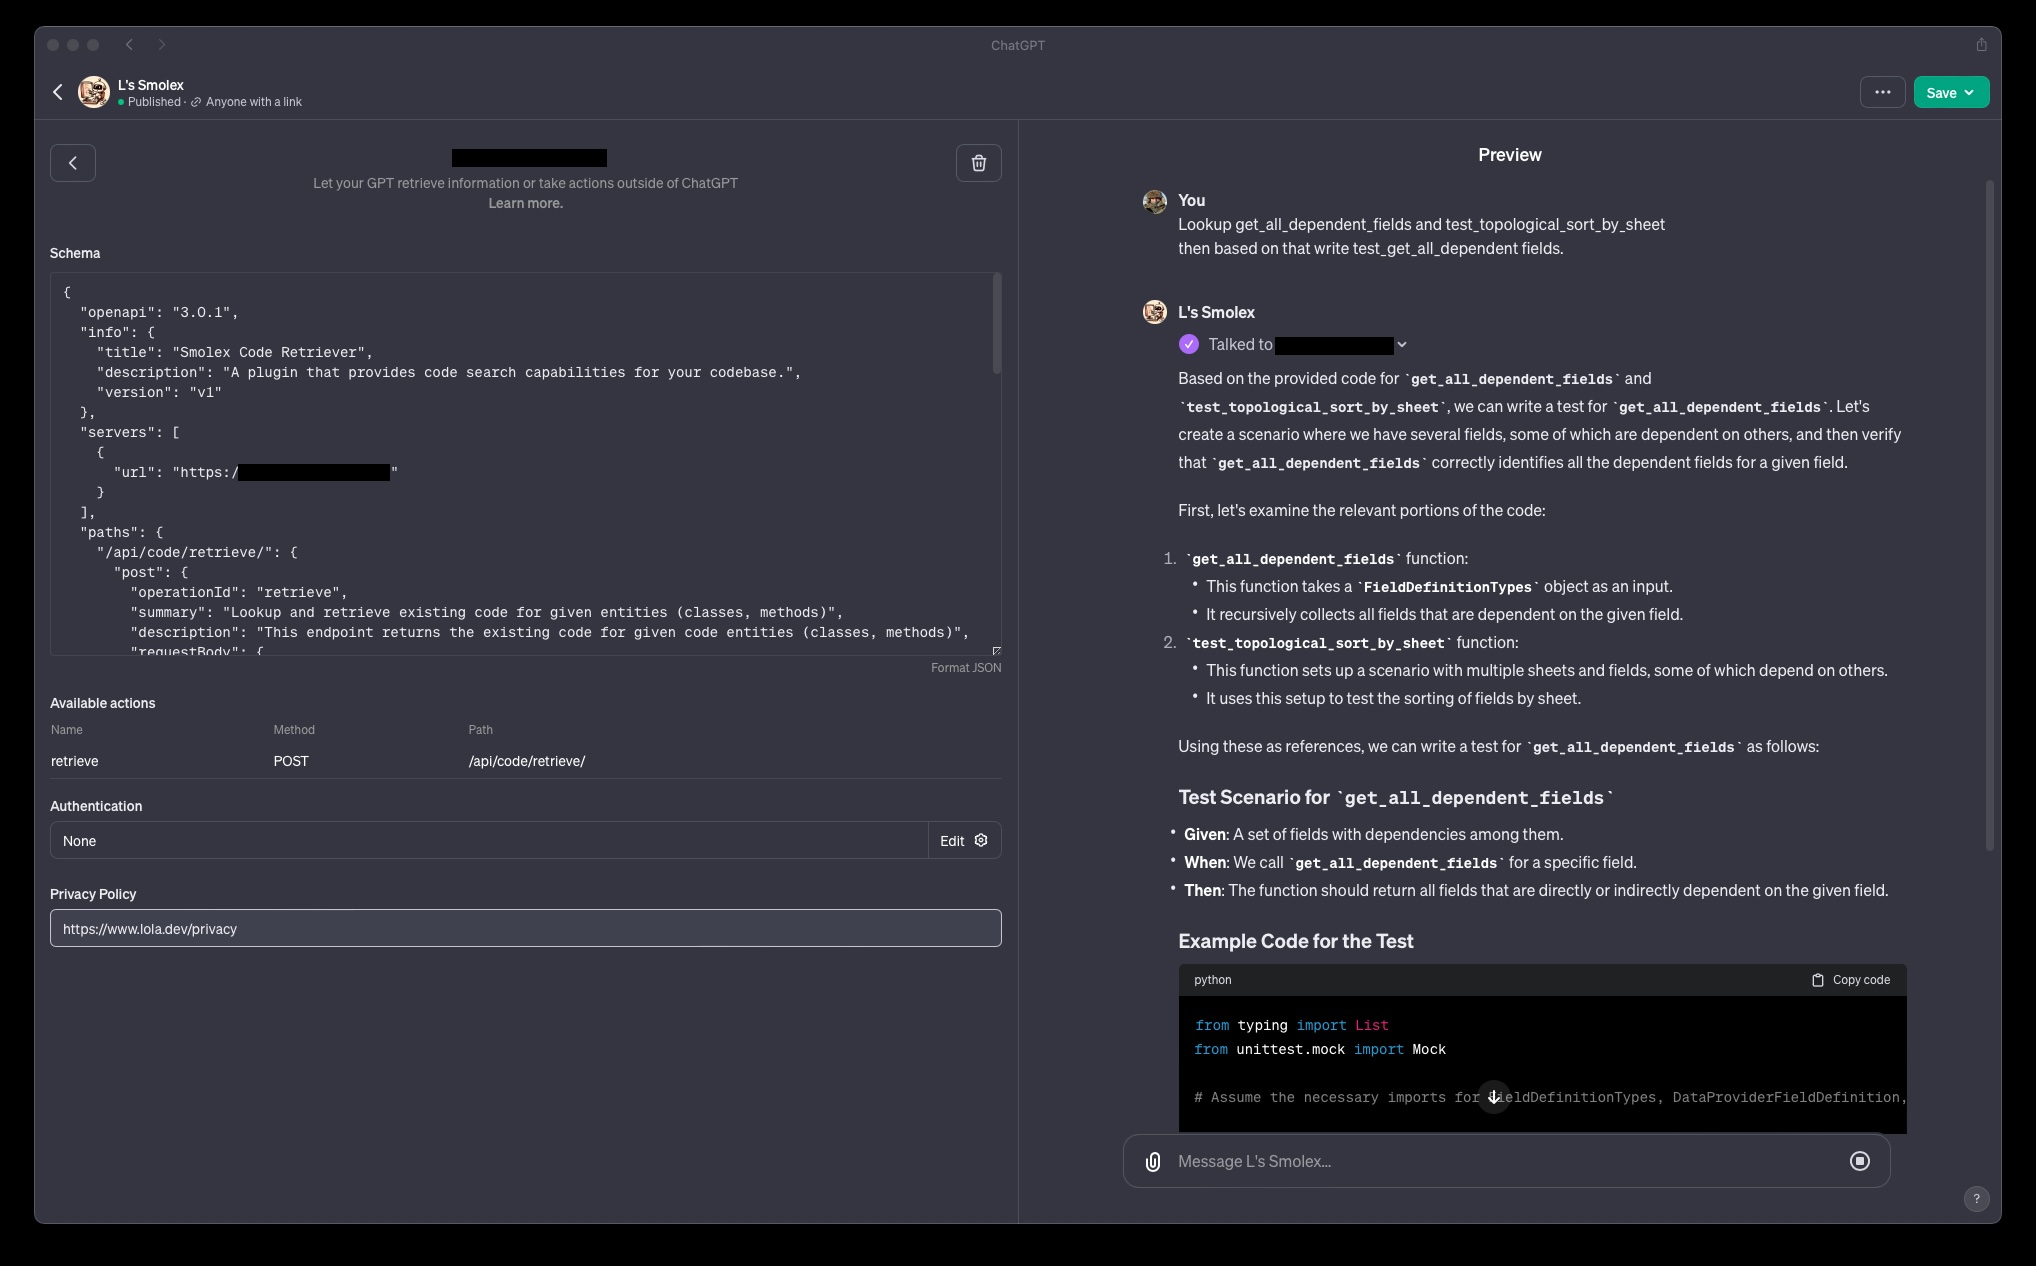 ChatGPT
L's Smolex
Published · Anyone with a link
Save
Let your GPT retrieve information or take actions outside of ChatGPT
Learn more.
Schema
{
"openapi": "3.0.1",
"info": {
"title": "Smolex Code Retriever",
"description": "A plugin that provides code search capabilities for your codebase.",
"version": "v1"
},
"servers": [
{
"url": "https:/ "
}
],
"paths": {
"/api/code/retrieve/": {
"post": {
"operationId": "retrieve",
"summary": "Lookup and retrieve existing code for given entities (classes, methods)",
"description": "This endpoint returns the existing code for given code entities (classes, methods)",
"requestBody": {
Format JSON
Available actions
Name Method Path
retrieve POST /api/code/retrieve/
Authentication
None Edit
Privacy Policy
https://www.lola.dev/privacy
Preview
You
Lookup get_all_dependent_fields and test_topological_sort_by_sheet
then based on that write test_get_all_dependent fields.
L's Smolex
Talked to
Based on the provided code for `get_all_dependent_fields` and
`test_topological_sort_by_sheet`, we can write a test for `get_all_dependent_fields`. Let's
create a scenario where we have several fields, some of which are dependent on others, and then verify
that `get_all_dependent_fields` correctly identifies all the dependent fields for a given field.
First, let's examine the relevant portions of the code:
1. `get_all_dependent_fields` function:
• This function takes a `FieldDefinitionTypes` object as an input.
• It recursively collects all fields that are dependent on the given field.
2. `test_topological_sort_by_sheet` function:
• This function sets up a scenario with multiple sheets and fields, some of which depend on others.
• It uses this setup to test the sorting of fields by sheet.
Using these as references, we can write a test for `get_all_dependent_fields` as follows:
Test Scenario for `get_all_dependent_fields`
• Given: A set of fields with dependencies among them.
• When: We call `get_all_dependent_fields` for a specific field.
• Then: The function should return all fields that are directly or indirectly dependent on the given field.
Example Code for the Test
python Copy code
from typing import List
from unittest.mock import Mock
# Assume the necessary imports for FieldDefinitionTypes, DataProviderFieldDefinition,
Message L's Smolex...
?